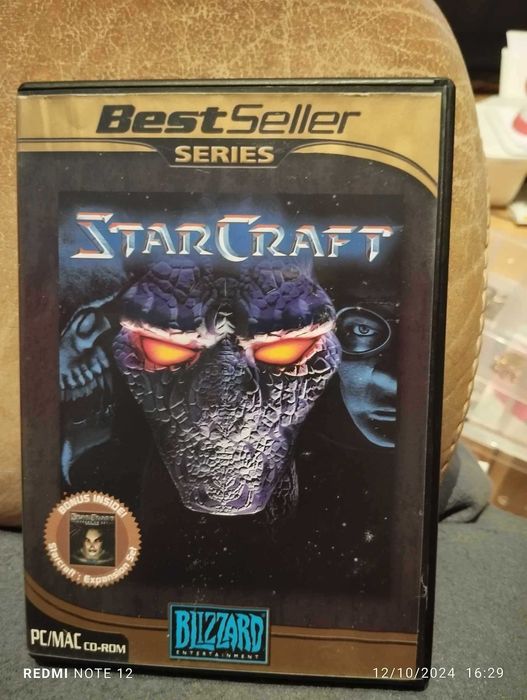 BestSeller
SERIES
STARCRAFT
BONUS INSIDE!
STARCRAFT
Starcraft: Expansion Set
BLIZZARD
ENTERTAINMENT
PC/MAC CD-ROM
REDMI NOTE 12
12/10/2024 16:29